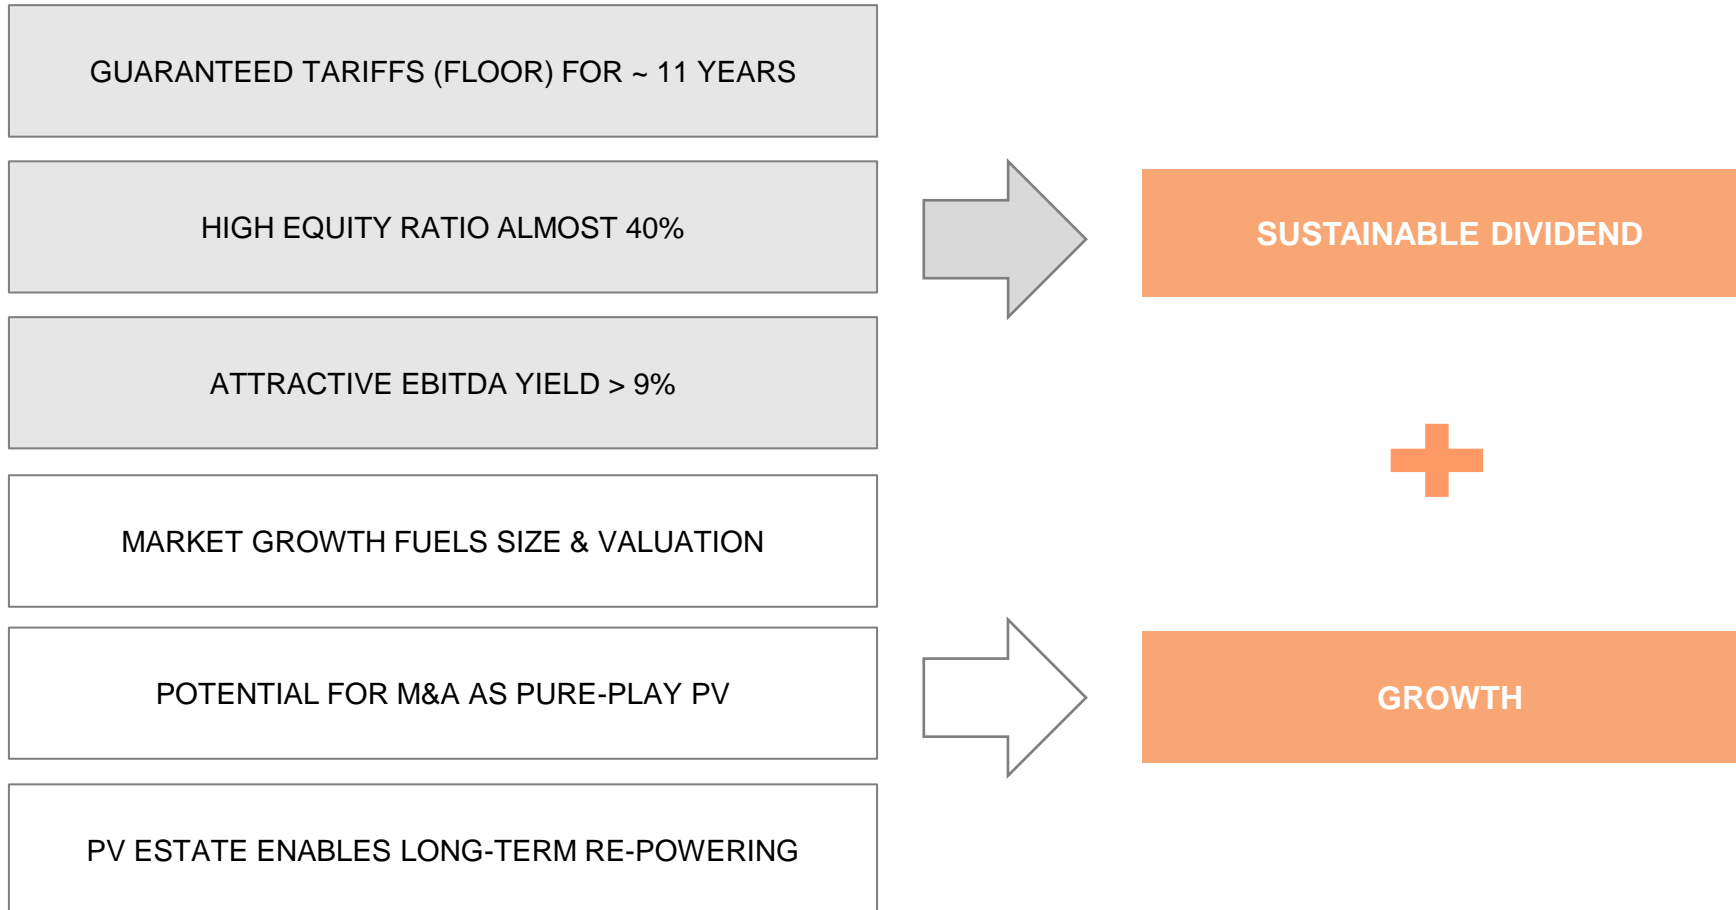 GUARANTEED TARIFFS (FLOOR) FOR ~ 11 YEARS
HIGH EQUITY RATIO ALMOST 40%
ATTRACTIVE EBITDA YIELD > 9%
MARKET GROWTH FUELS SIZE & VALUATION
POTENTIAL FOR M&A AS PURE-PLAY PV
PV ESTATE ENABLES LONG-TERM RE-POWERING
SUSTAINABLE DIVIDEND
GROWTH